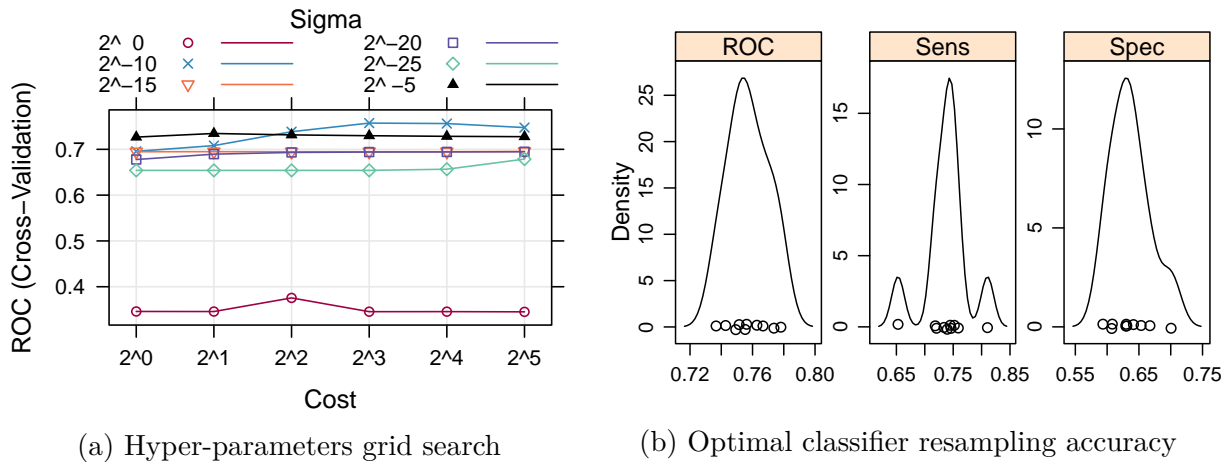 Sigma
2^ 0
2^−20
2^−10
2^−25
2^−15
2^ −5
ROC (Cross−Validation)
0.7
0.6
0.5
0.4
2^0 2^1 2^2 2^3 2^4 2^5
Cost
(a) Hyper-parameters grid search
ROC
Sens
Spec
Density
25
20
15
10
5
0
15
10
5
0
10
5
0
0.72 0.76 0.80
0.65 0.75 0.85
0.55 0.65 0.75
(b) Optimal classifier resampling accuracy